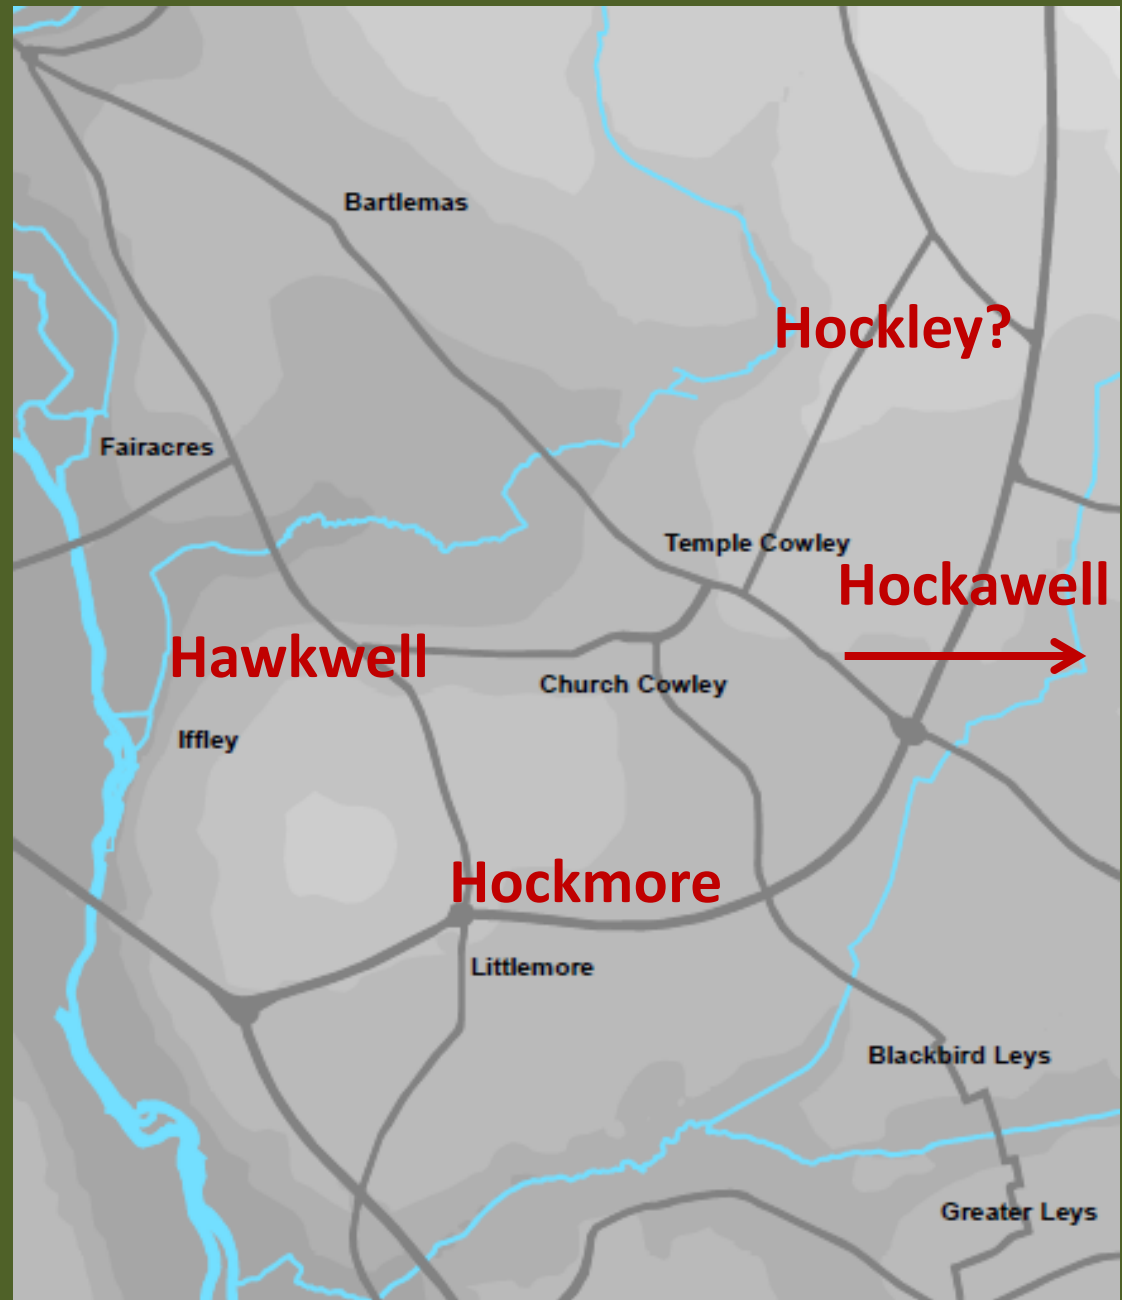 Bartlemas
Hockley?
Fairacres
Temple Cowley
Hockawell
Hawkwell
Church Cowley
Iffley
Hockmore
Littlemore
Blackbird Leys
Greater Leys